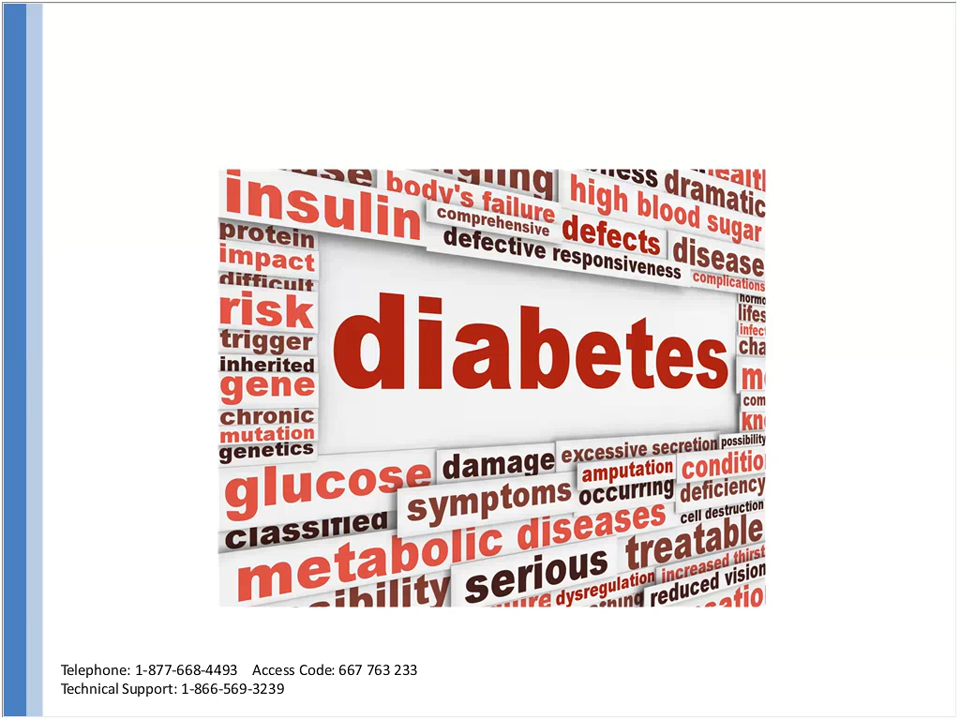 insulin
body's failure
high blood sugar
dramatic
comprehensive
defects
disease
defective responsiveness
complications
protein
impact
difficult
risk
trigger
inherited
gene
chronic
mutation
genetics
diabetes
glucose
damage
excessive secretion
possibility
amputation
symptoms
occurring
deficiency
classified
cell destruction
metabolic diseases
treatable
serious
increased thirst
dysregulation
reduced vision
Telephone: 1-877-668-4493 Access Code: 667 763 233
Technical Support: 1-866-569-3239